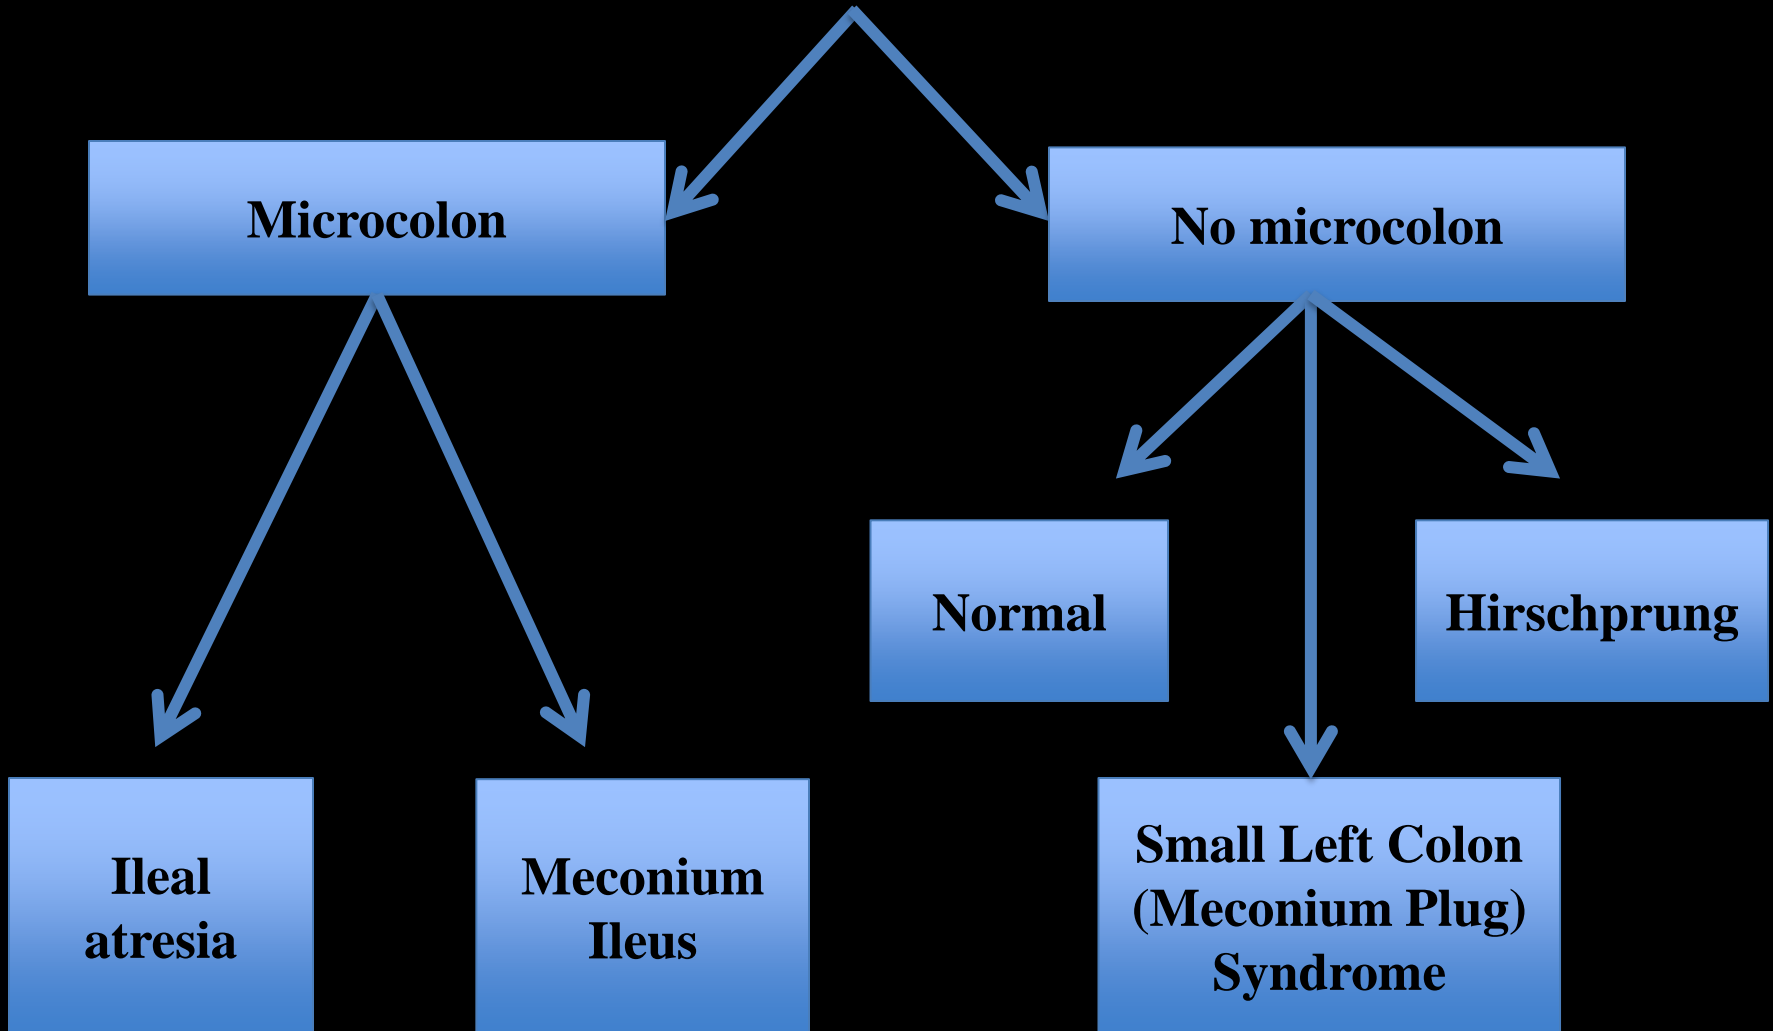 Microcolon
No microcolon
Normal
Hirschprung
Ileal
atresia
Meconium
Ileus
Small Left Colon
(Meconium Plug)
Syndrome